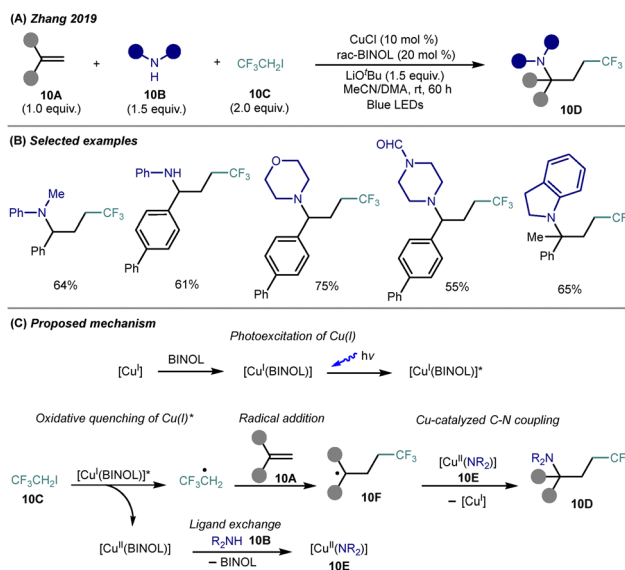 (A) Zhang 2019
10A
(1.0 equiv.)
+
N
H
10B
(1.5 equiv.)
+
CF3CH2I
10C
(2.0 equiv.)
CuCl (10 mol %)
rac-BINOL (20 mol %)
LiOtBu (1.5 equiv.)
MeCN/DMA, rt, 60 h
Blue LEDs
N
CF3
10D
(B) Selected examples
Ph
N
Me
CF3
Ph
64%
Ph
NH
CF3
Ph
61%
O
N
CF3
Ph
75%
OHC
N
N
CF3
Ph
55%
N
Me
Ph
CF
65%
(C) Proposed mechanism
Photoexcitation of Cu(I)
[CuI]
BINOL
[CuI(BINOL)]
hν
[CuI(BINOL)]*
Oxidative quenching of Cu(I)*
Radical addition
Cu-catalyzed C-N coupling
CF3CH2I
10C
[CuI(BINOL)]*
CF3CH2
10A
CF3
10F
[CuII(NR2)]
10E
– [CuI]
R2N
CF
10D
Ligand exchange
[CuII(BINOL)]
R2NH 10B
– BINOL
[CuII(NR2)]
10E